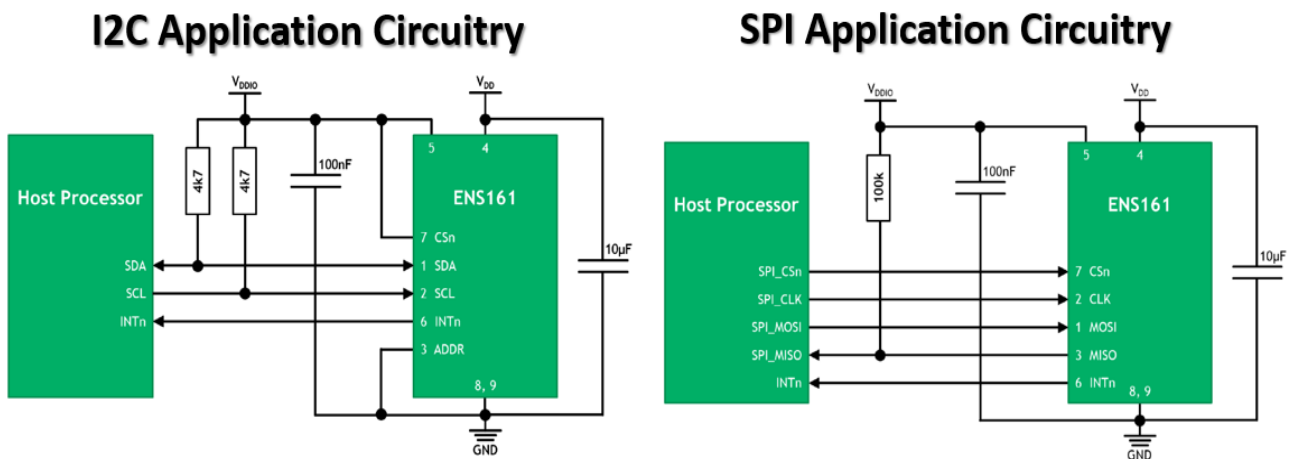 I2C Application Circuitry
VDDIO
VDD
5
4
4k7
4k7
100nF
Host Processor
ENS161
7 CSn
10µF
SDA
1 SDA
SCL
2 SCL
INTn
6 INTn
3 ADDR
8, 9
GND
SPI Application Circuitry
VDDIO
VDD
5
4
100k
100nF
Host Processor
ENS161
10µF
SPI_CSn
7 CSn
SPI_CLK
2 CLK
SPI_MOSI
1 MOSI
SPI_MISO
3 MISO
INTn
6 INTn
8, 9
GND